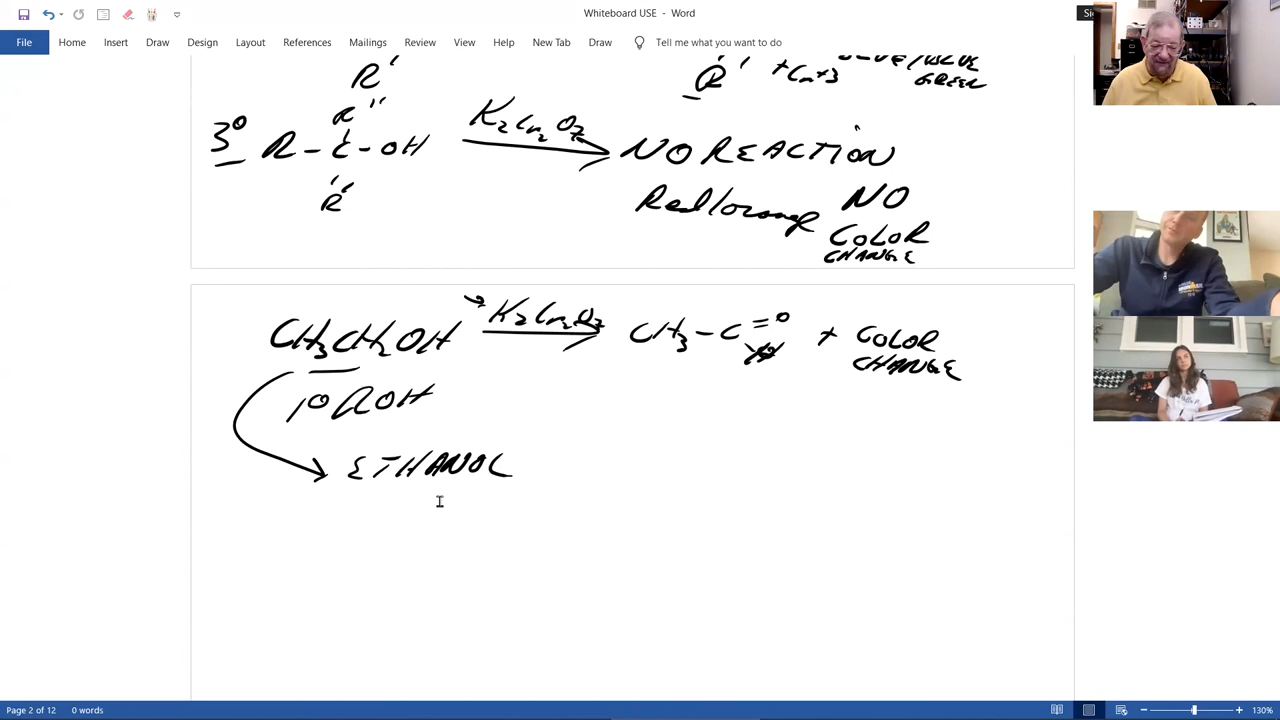 Whiteboard USE - Word
File Home Insert Draw Design Layout References Mailings Review View Help New Tab Draw Tell me what you want to do
R'
R' + Cr+3
GREEN
R"
3° R - C - OH K2Cr2O7 NO REACTION
R'
Red/orange NO
COLOR
CHANGE
CH3CH2OH K2Cr2O7 CH3-C=O + COLOR
CHANGE
1° ROH
ETHANOL
Page 2 of 12 0 words 130%